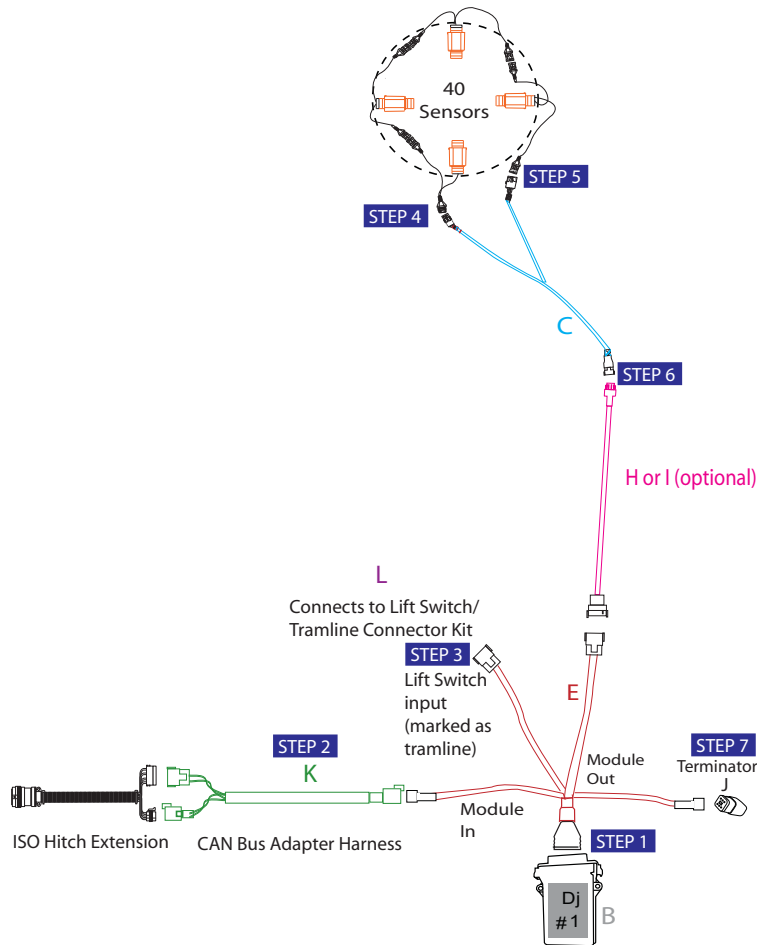 40
Sensors
STEP 5
STEP 4
C
STEP 6
H or I (optional)
L
Connects to Lift Switch/
Tramline Connector Kit
STEP 3
Lift Switch
input
(marked as
tramline)
E
STEP 2
K
Module
Out
STEP 7
Terminator
J
Module
In
ISO Hitch Extension
CAN Bus Adapter Harness
STEP 1
Dj
#1
B